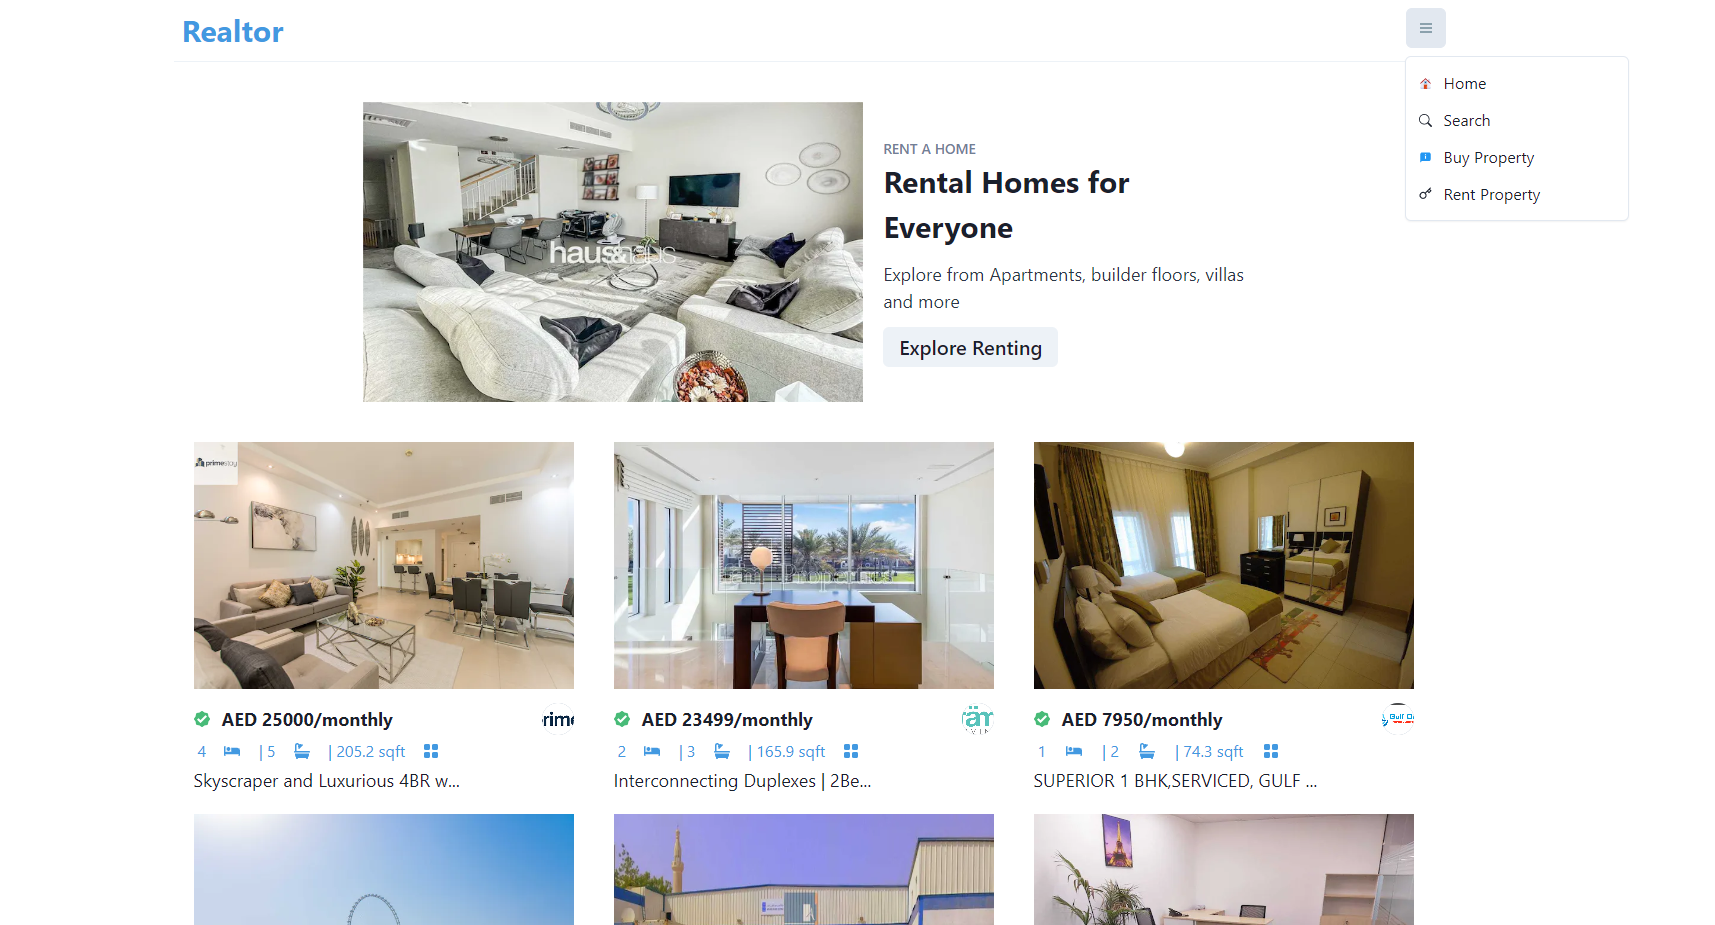 Realtor
Home
Search
Buy Property
Rent Property
haus&haus
RENT A HOME
Rental Homes for
Everyone
Explore from Apartments, builder floors, villas
and more
Explore Renting
primestay
AED 25000/monthly
4 | 5 | 205.2 sqft
Skyscraper and Luxurious 4BR w...
AED 23499/monthly
2 | 3 | 165.9 sqft
Interconnecting Duplexes | 2Be...
AED 7950/monthly
1 | 2 | 74.3 sqft
SUPERIOR 1 BHK,SERVICED, GULF ...